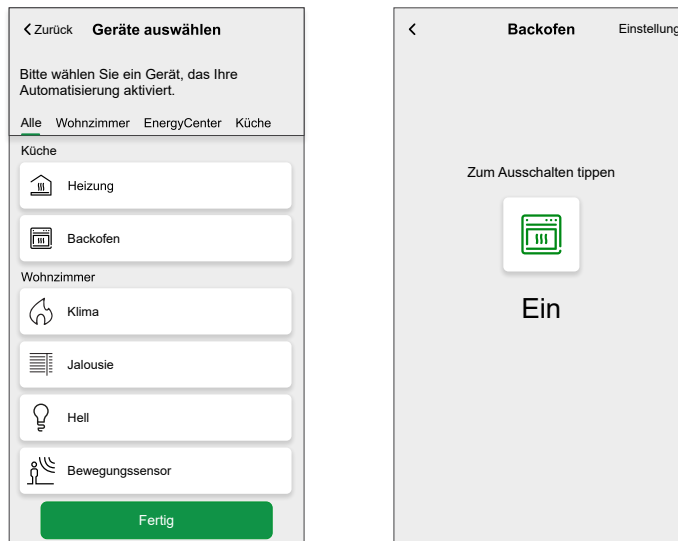 Zurück Geräte auswählen
Bitte wählen Sie ein Gerät, das Ihre
Automatisierung aktiviert.
Alle Wohnzimmer EnergyCenter Küche
Küche
Heizung
Backofen
Wohnzimmer
Klima
Jalousie
Hell
Bewegungssensor
Fertig
Backofen Einstellung
Zum Ausschalten tippen
Ein